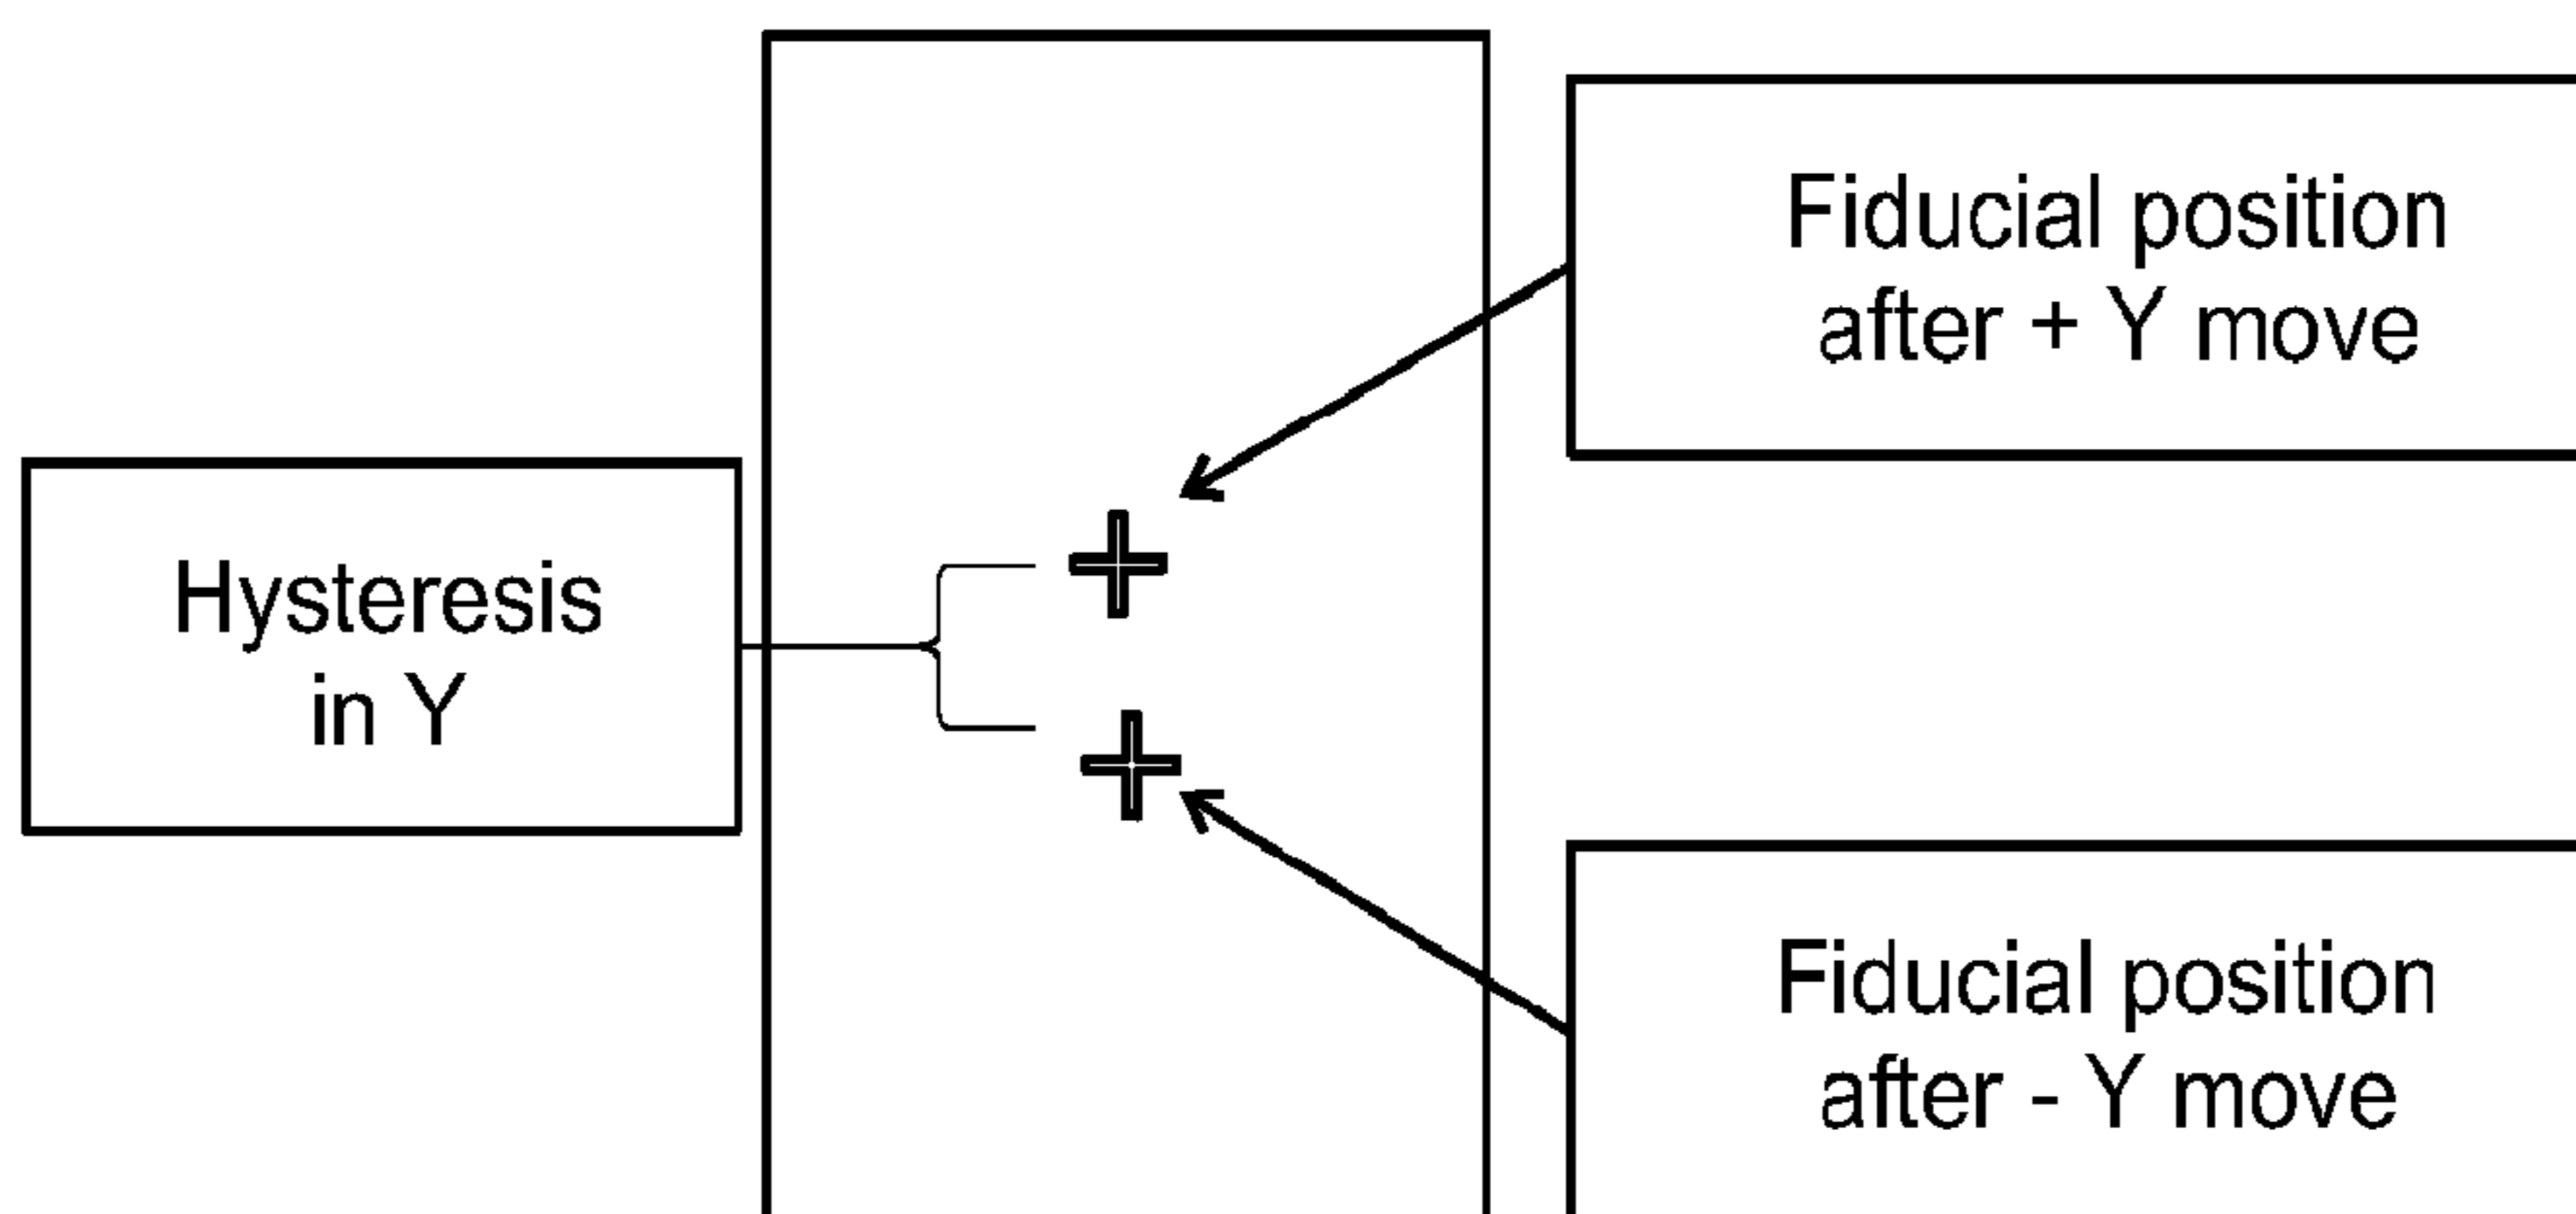 Fiducial position
after + Y move
Hysteresis
in Y
Fiducial position
after - Y move